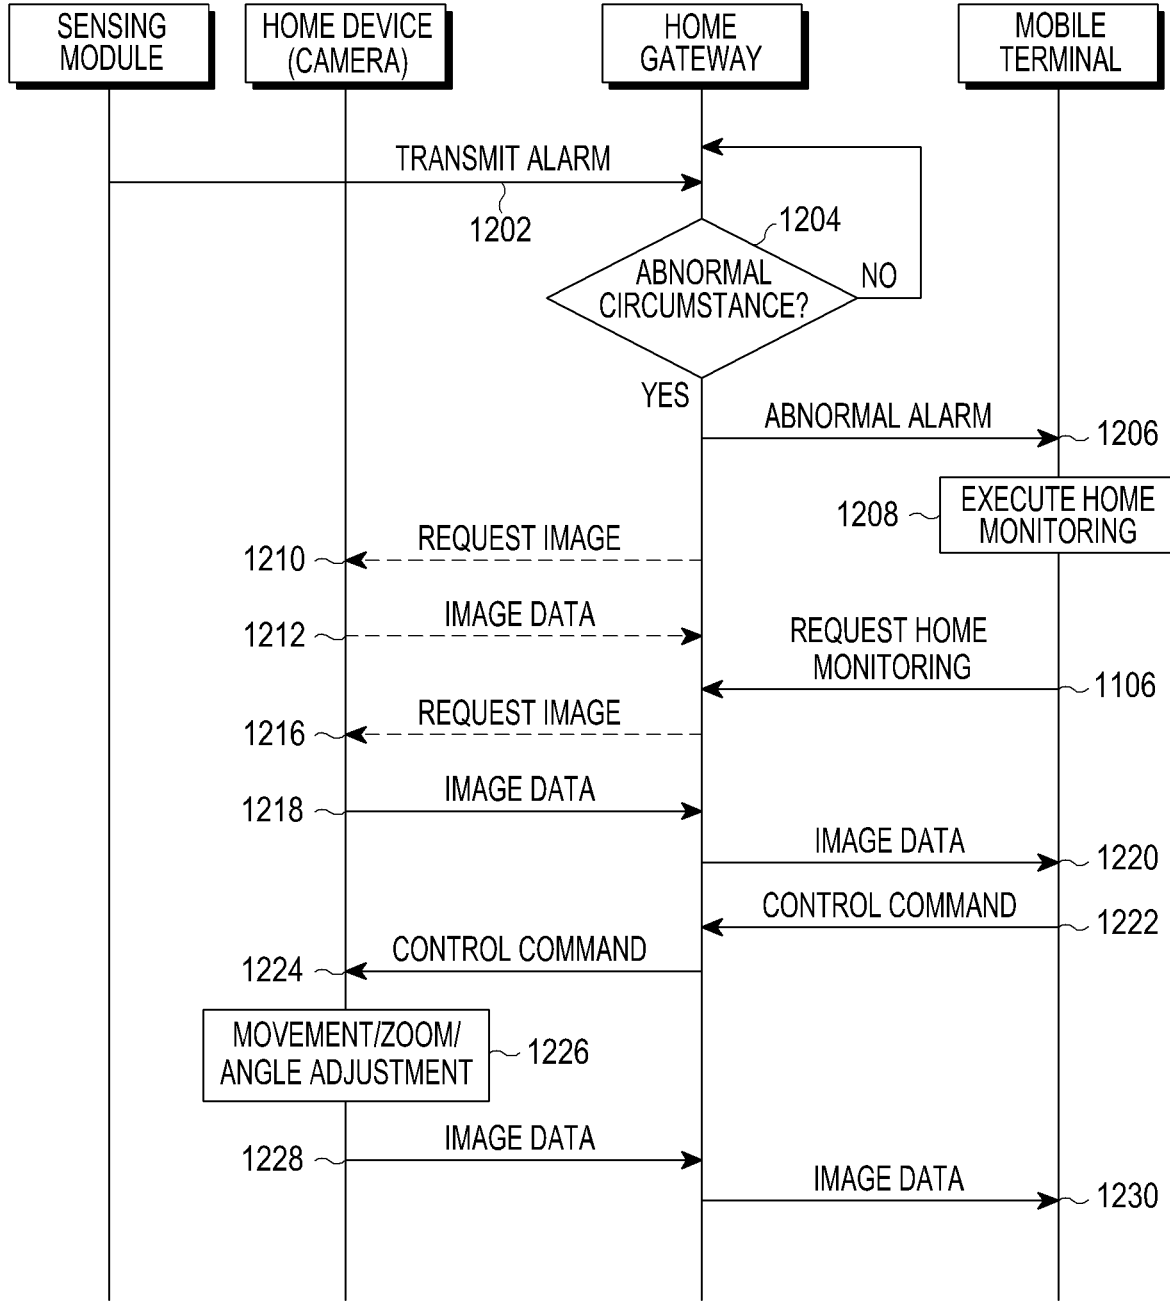 SENSING
MODULE
HOME DEVICE
(CAMERA)
HOME
GATEWAY
MOBILE
TERMINAL
TRANSMIT ALARM
1202
1204
ABNORMAL
CIRCUMSTANCE?
NO
YES
ABNORMAL ALARM
1206
1208
EXECUTE HOME
MONITORING
REQUEST IMAGE
1210
IMAGE DATA
1212
REQUEST HOME
MONITORING
1106
REQUEST IMAGE
1216
IMAGE DATA
1218
IMAGE DATA
1220
CONTROL COMMAND
1222
CONTROL COMMAND
1224
MOVEMENT/ZOOM/
ANGLE ADJUSTMENT
1226
IMAGE DATA
1228
IMAGE DATA
1230